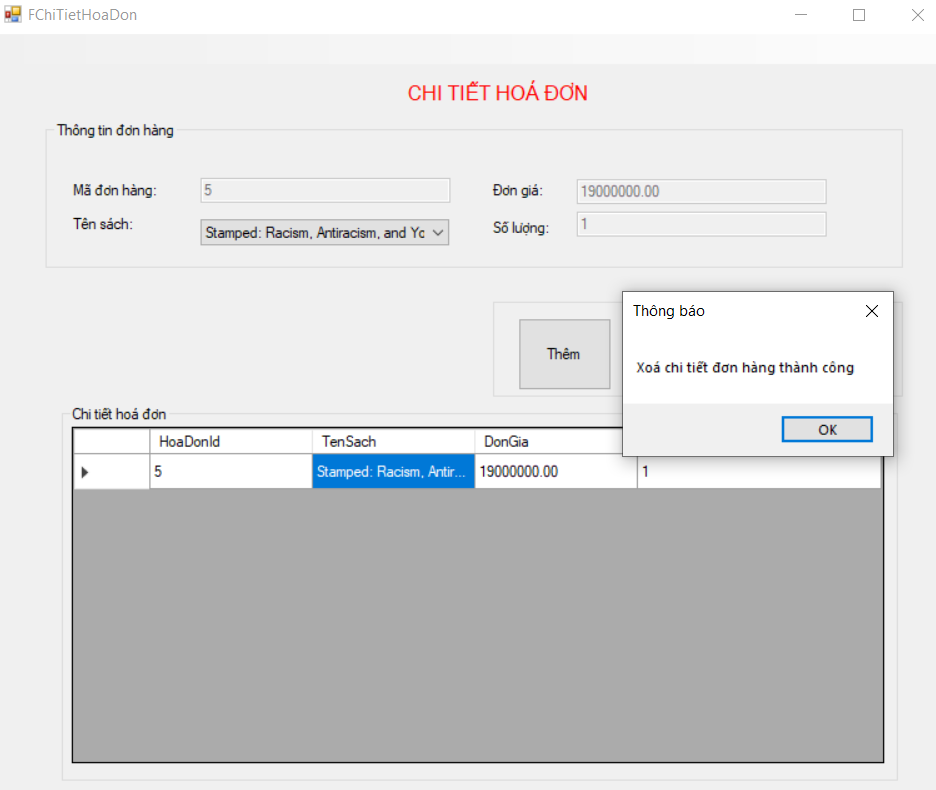 FChiTietHoaDon
CHI TIẾT HOÁ ĐƠN
Thông tin đơn hàng
Mã đơn hàng: 5
Đơn giá: 19000000.00
Tên sách: Stamped: Racism, Antiracism, and Yo
Số lượng: 1
Thêm
Thông báo
Xoá chi tiết đơn hàng thành công
OK
Chi tiết hoá đơn
HoaDonId TenSach DonGia
5 Stamped: Racism, Antir... 19000000.00 1